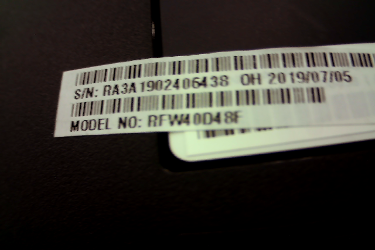 S/N: RA3A1902406438 OH 2019/07/05
MODEL NO: RFW40D48F